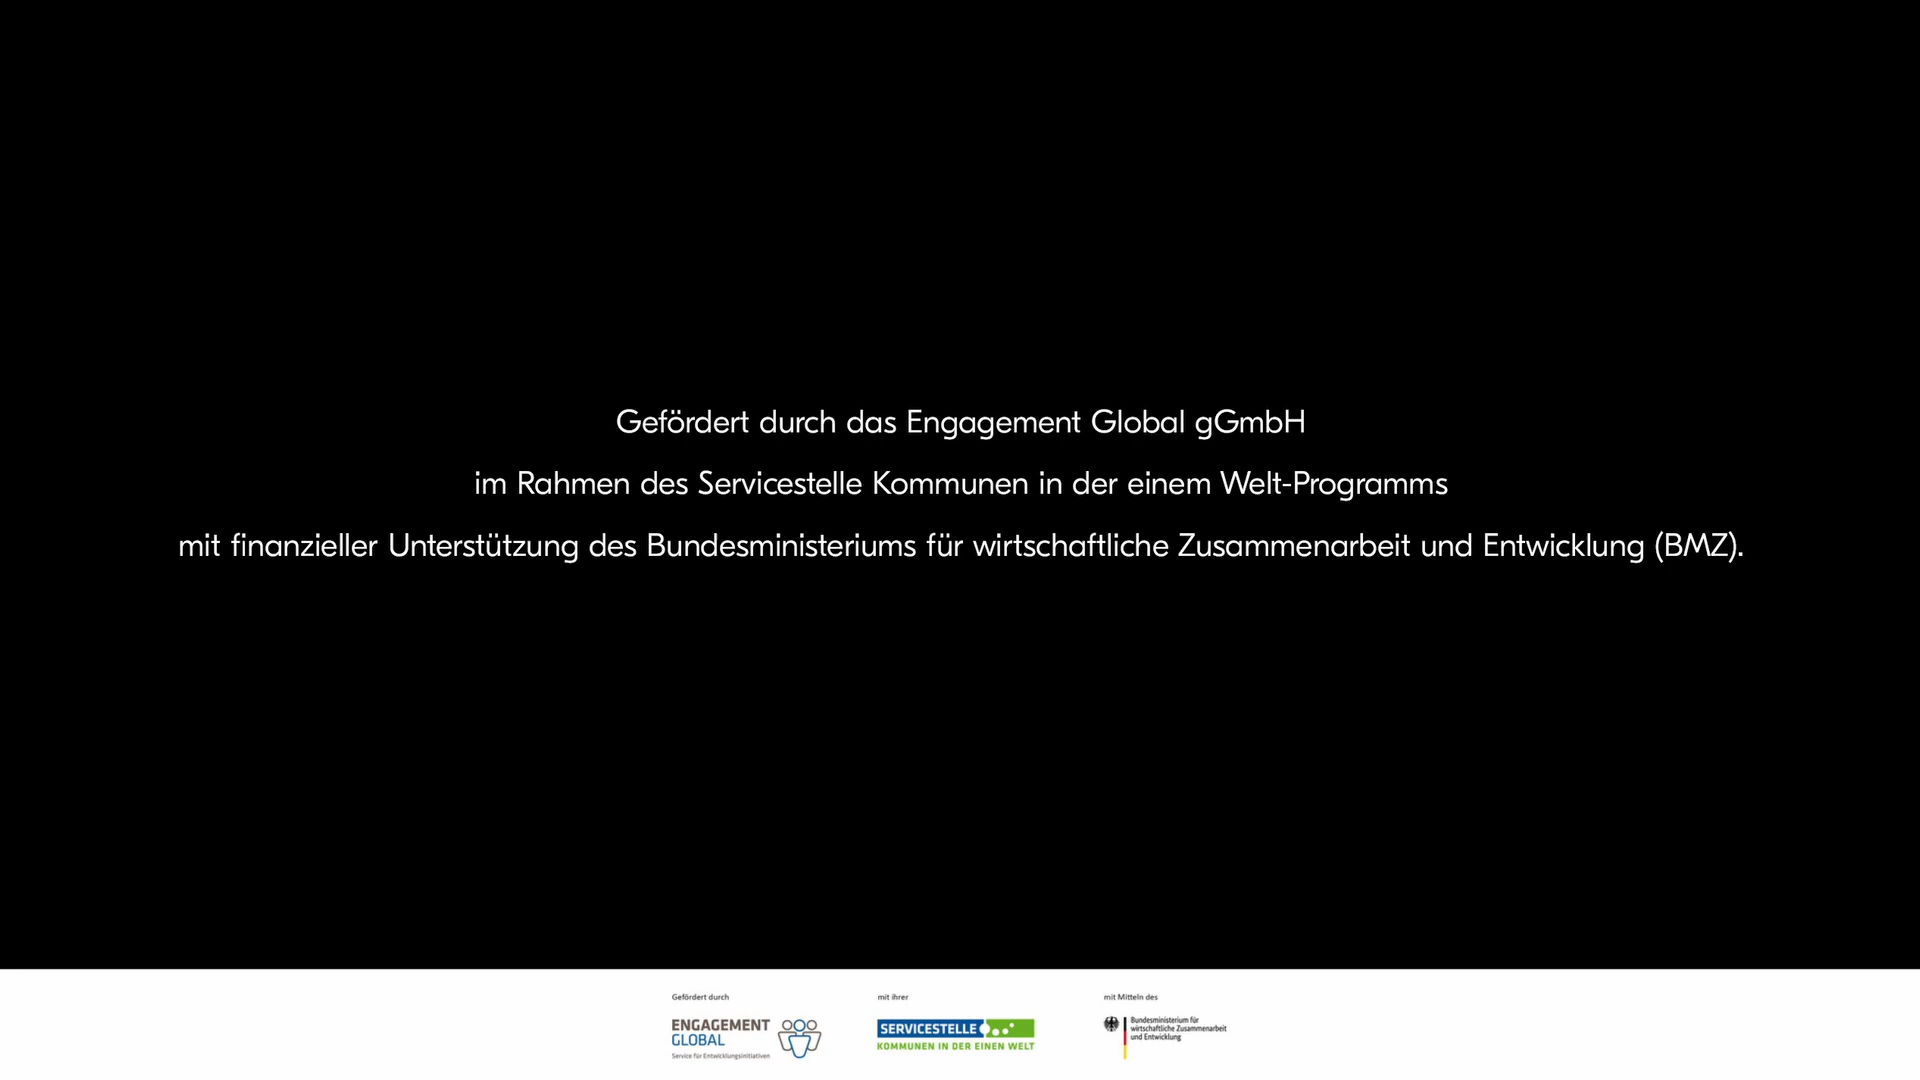 Gefördert durch das Engagement Global gGmbH
im Rahmen des Servicestelle Kommunen in der einem Welt-Programms
mit finanzieller Unterstützung des Bundesministeriums für wirtschaftliche Zusammenarbeit und Entwicklung (BMZ).
Gefördert durch
ENGAGEMENT
GLOBAL
Service für Entwicklungsinitiativen
mit ihrer
SERVICESTELLE
KOMMUNEN IN DER EINEN WELT
mit Mitteln des
Bundesministerium für
wirtschaftliche Zusammenarbeit
und Entwicklung